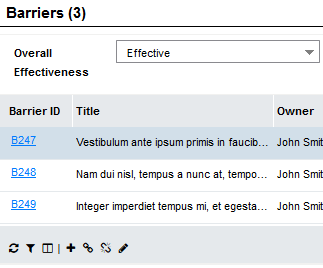 Barriers (3)
Overall Effectiveness
Effective
Barrier ID Title Owner
B247 Vestibulum ante ipsum primis in faucib... John Smit
B248 Nam dui nisl, tempus a nunc at, tempo... John Smit
B249 Integer imperdiet tempus mi, et egesta... John Smit